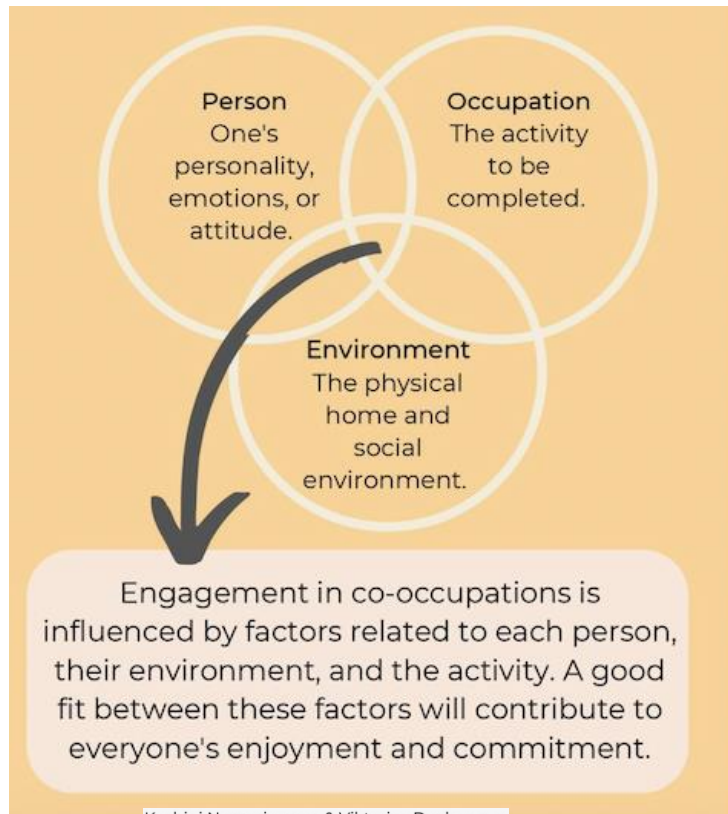 Person
One's
personality,
emotions, or
attitude.
Occupation
The activity
to be
completed.
Environment
The physical
home and
social
environment.
Engagement in co-occupations is
influenced by factors related to each person,
their environment, and the activity. A good
fit between these factors will contribute to
everyone's enjoyment and commitment.